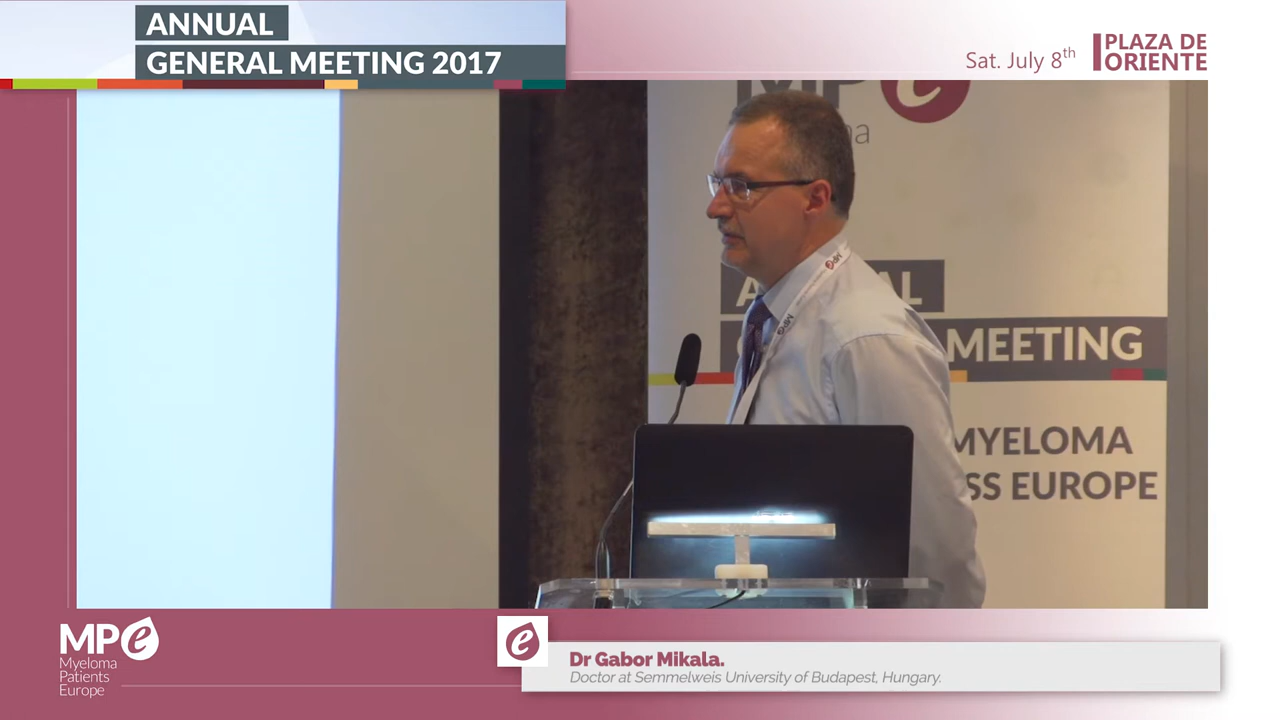 ANNUAL
GENERAL MEETING 2017
Sat. July 8th
PLAZA DE
ORIENTE
MPe
MEETING
MYELOMA
EUROPE
MPe
Myeloma
Patients
Europe
e
Dr Gabor Mikala.
Doctor at Semmelweis University of Budapest, Hungary.